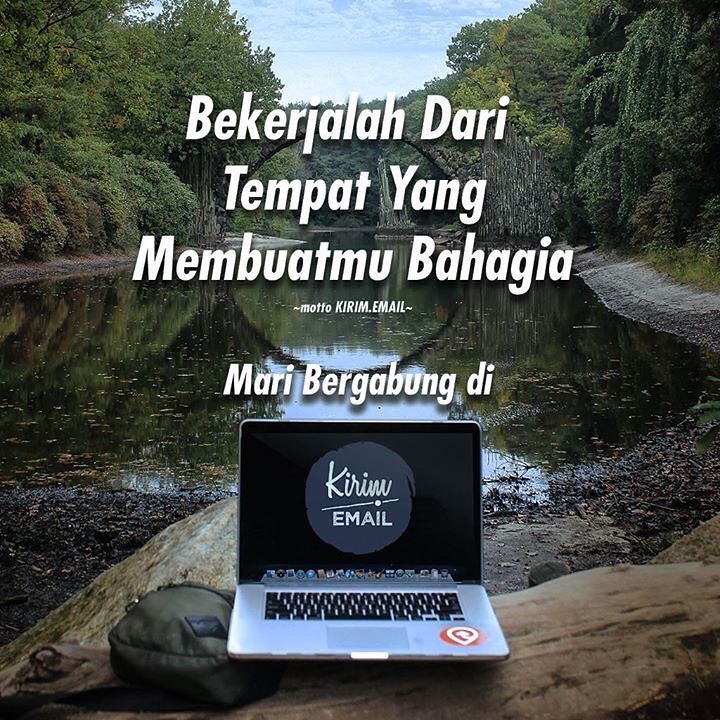 Bekerjalah Dari
Tempat Yang
Membuatmu Bahagia
~motto KIRIM.EMAIL~
Mari Bergabung di
Kirim
EMAIL